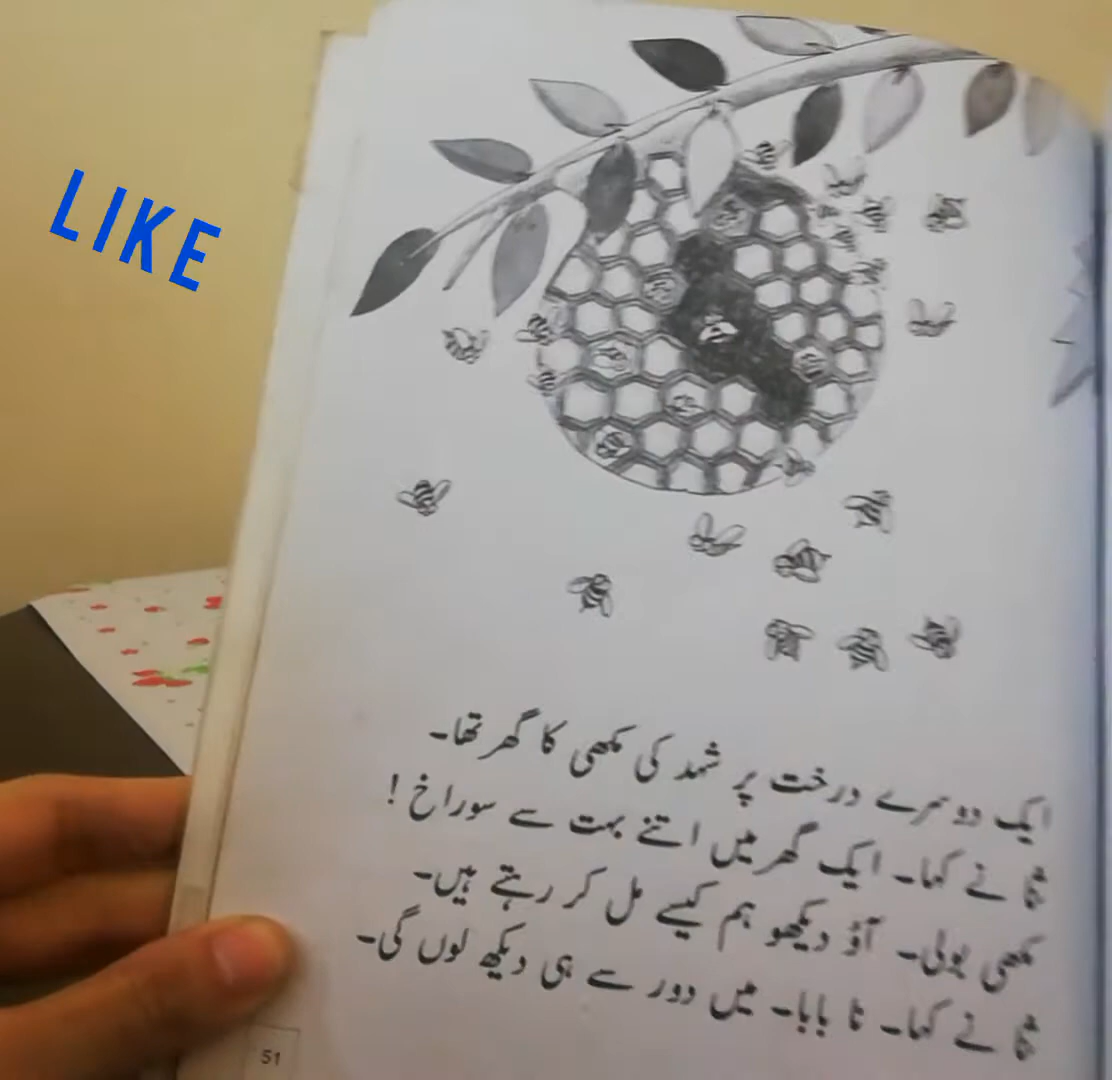 LIKE
ایک دوسرے درخت پر شہد کی مکھی کا گھر تھا۔
ثنا نے کہا۔ ایک گھر میں اتنے بہت سے سوراخ!
مکھی بولی۔ آؤ دیکھو ہم کیسے مل کر رہتے ہیں۔
ثنا نے کہا۔ نا بابا۔ میں دور سے ہی دیکھ لوں گی۔
51